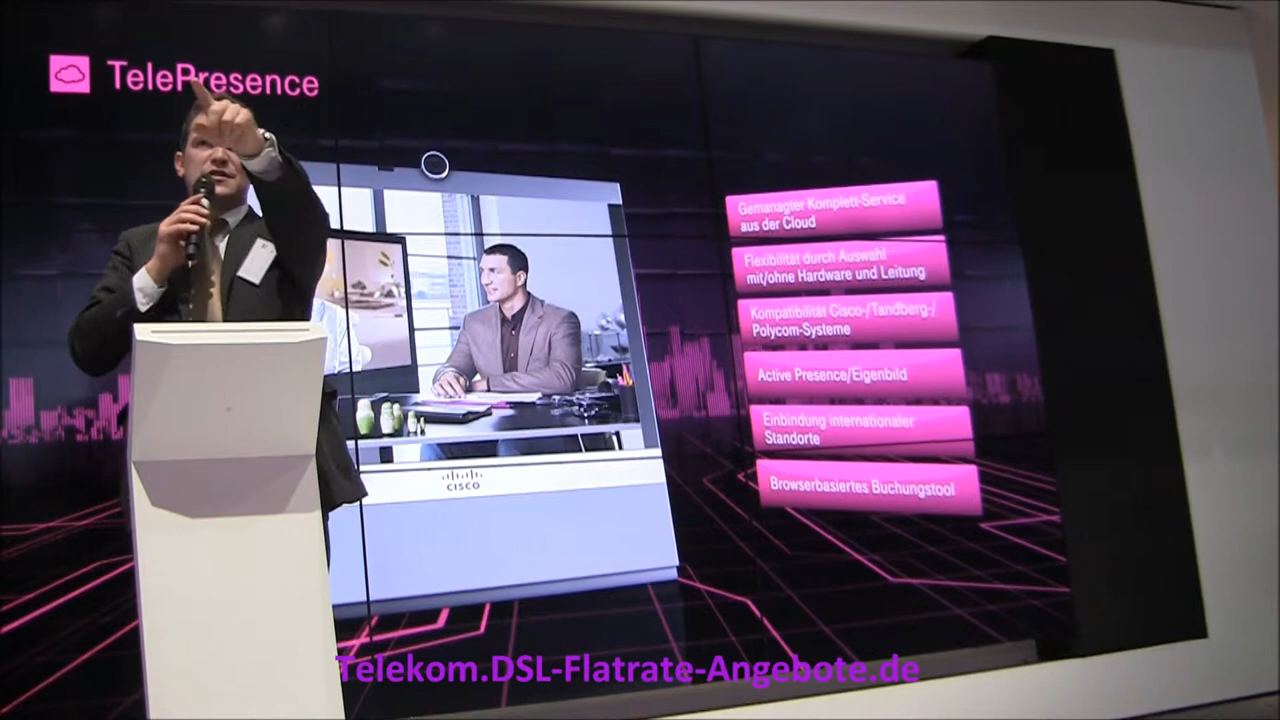 TelePresence
Gemanagter Komplett-Service
aus der Cloud
Flexibilität durch Auswahl
mit/ohne Hardware und Leitung
Kompatibilität Cisco-/Tandberg-/
Polycom-Systeme
Active Presence/Eigenbild
Einbindung internationaler
Standorte
Browserbasiertes Buchungstool
CISCO
Telekom.DSL-Flatrate-Angebote.de